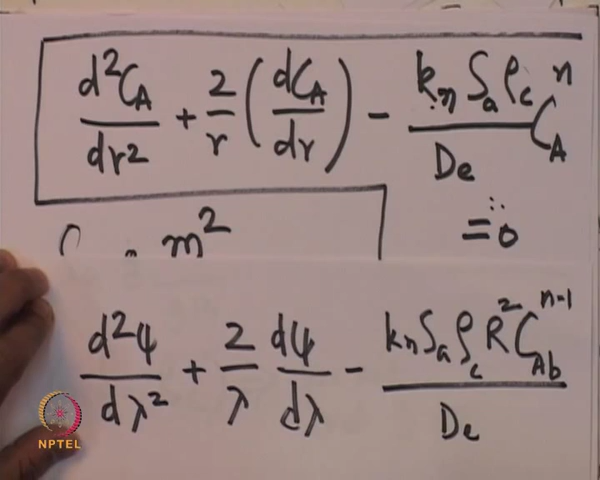 d²C_A/dr² + 2/r (dC_A/dr) - k_n S_a ρ_c C_A^n / De
= 0
m²
d²ψ/dλ² + 2/λ dψ/dλ - k_n S_a ρ_c R² C_Ab^(n-1) / De
NPTEL